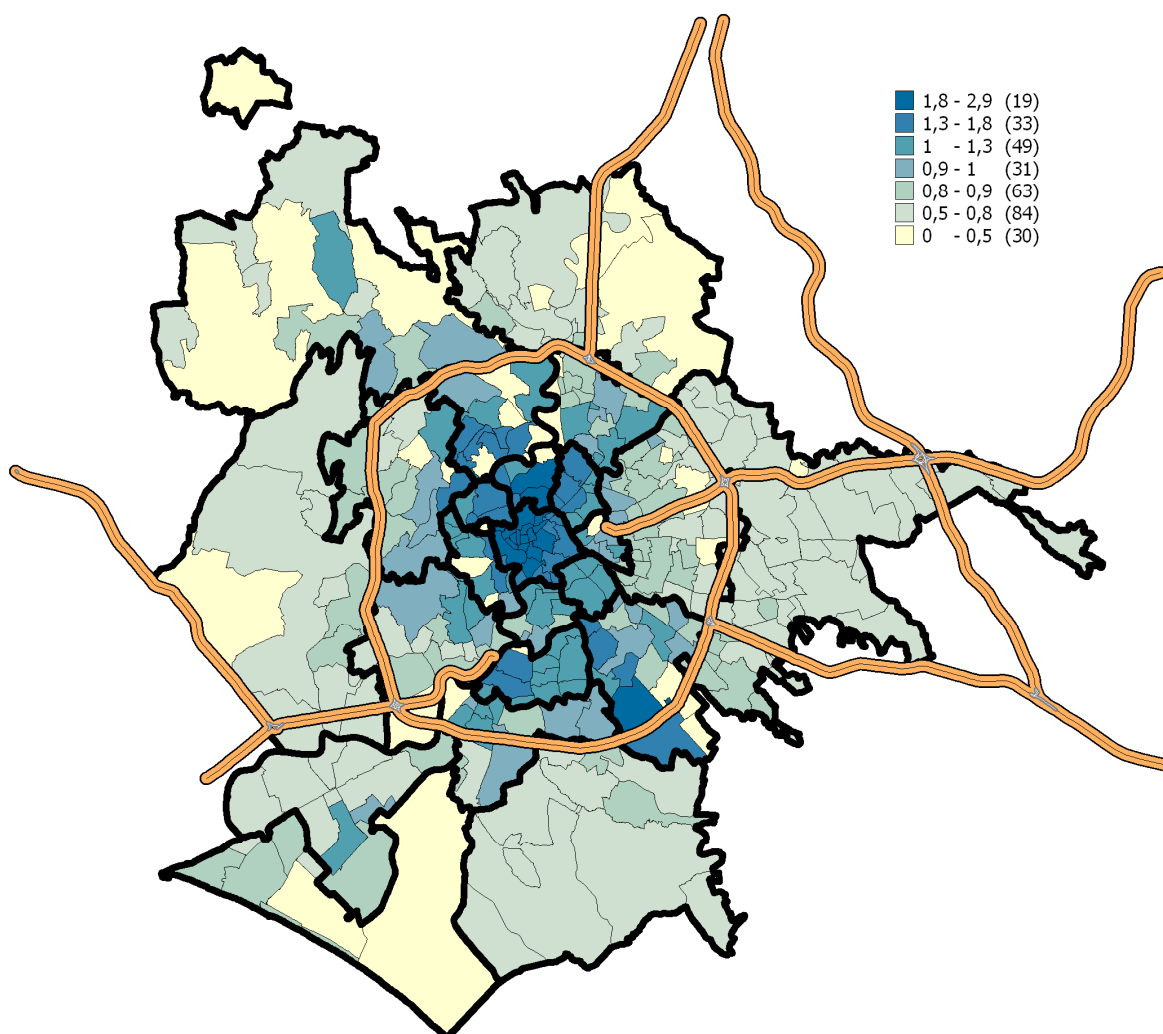 1,8 - 2,9 (19)
1,3 - 1,8 (33)
1 - 1,3 (49)
0,9 - 1 (31)
0,8 - 0,9 (63)
0,5 - 0,8 (84)
0 - 0,5 (30)